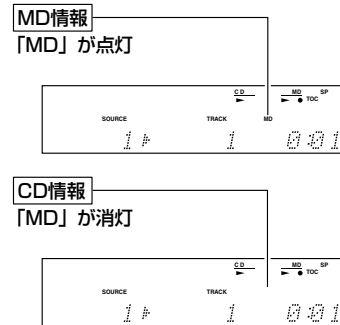 MD情報
「MD」が点灯
CD MD SP
TOC
SOURCE TRACK MD
1 1 0:01
CD情報
「MD」が消灯
CD MD SP
TOC
SOURCE TRACK
1 1 0:01